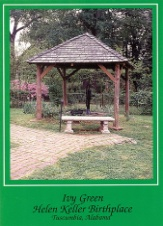 Ivy Green
Helen Keller Birthplace
Tuscumbia, Alabama